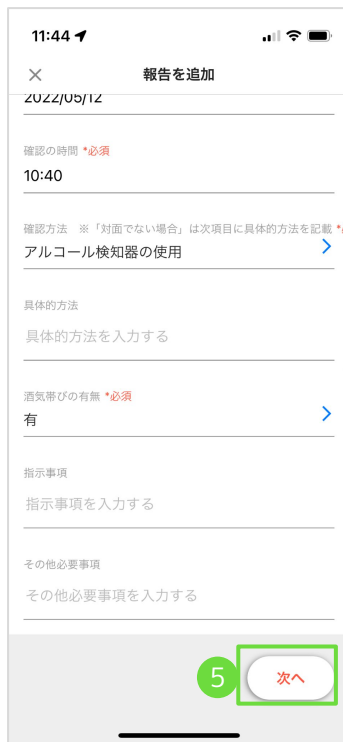 11:44
報告を追加
2022/05/12
確認の時間 *必須
10:40
確認方法　※「対面でない場合」は次項目に具体的方法を記載 *
アルコール検知器の使用
具体的方法
具体的方法を入力する
酒気帯びの有無 *必須
有
指示事項
指示事項を入力する
その他必要事項
その他必要事項を入力する
5
次へ